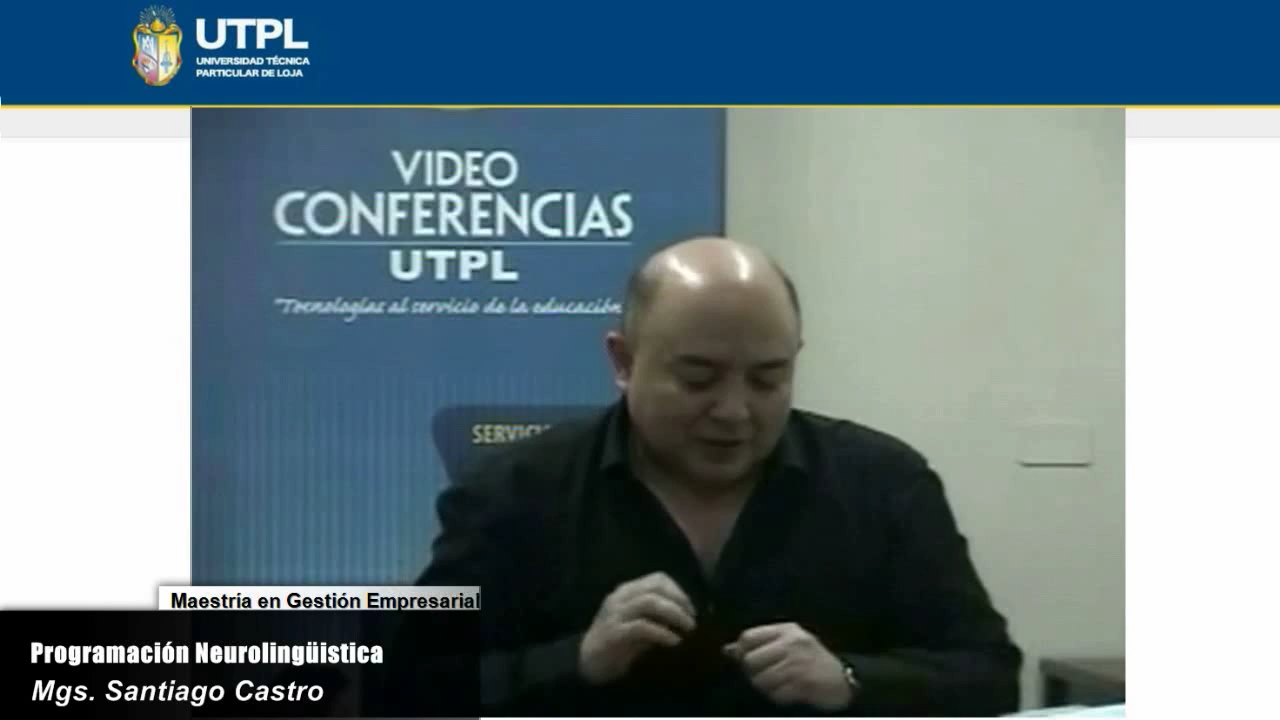 UTPL
UNIVERSIDAD TÉCNICA
PARTICULAR DE LOJA
VIDEO
CONFERENCIAS
UTPL
"Tecnologías al servicio de la educación
Maestría en Gestión Empresarial
Programación Neurolingüistica
Mgs. Santiago Castro